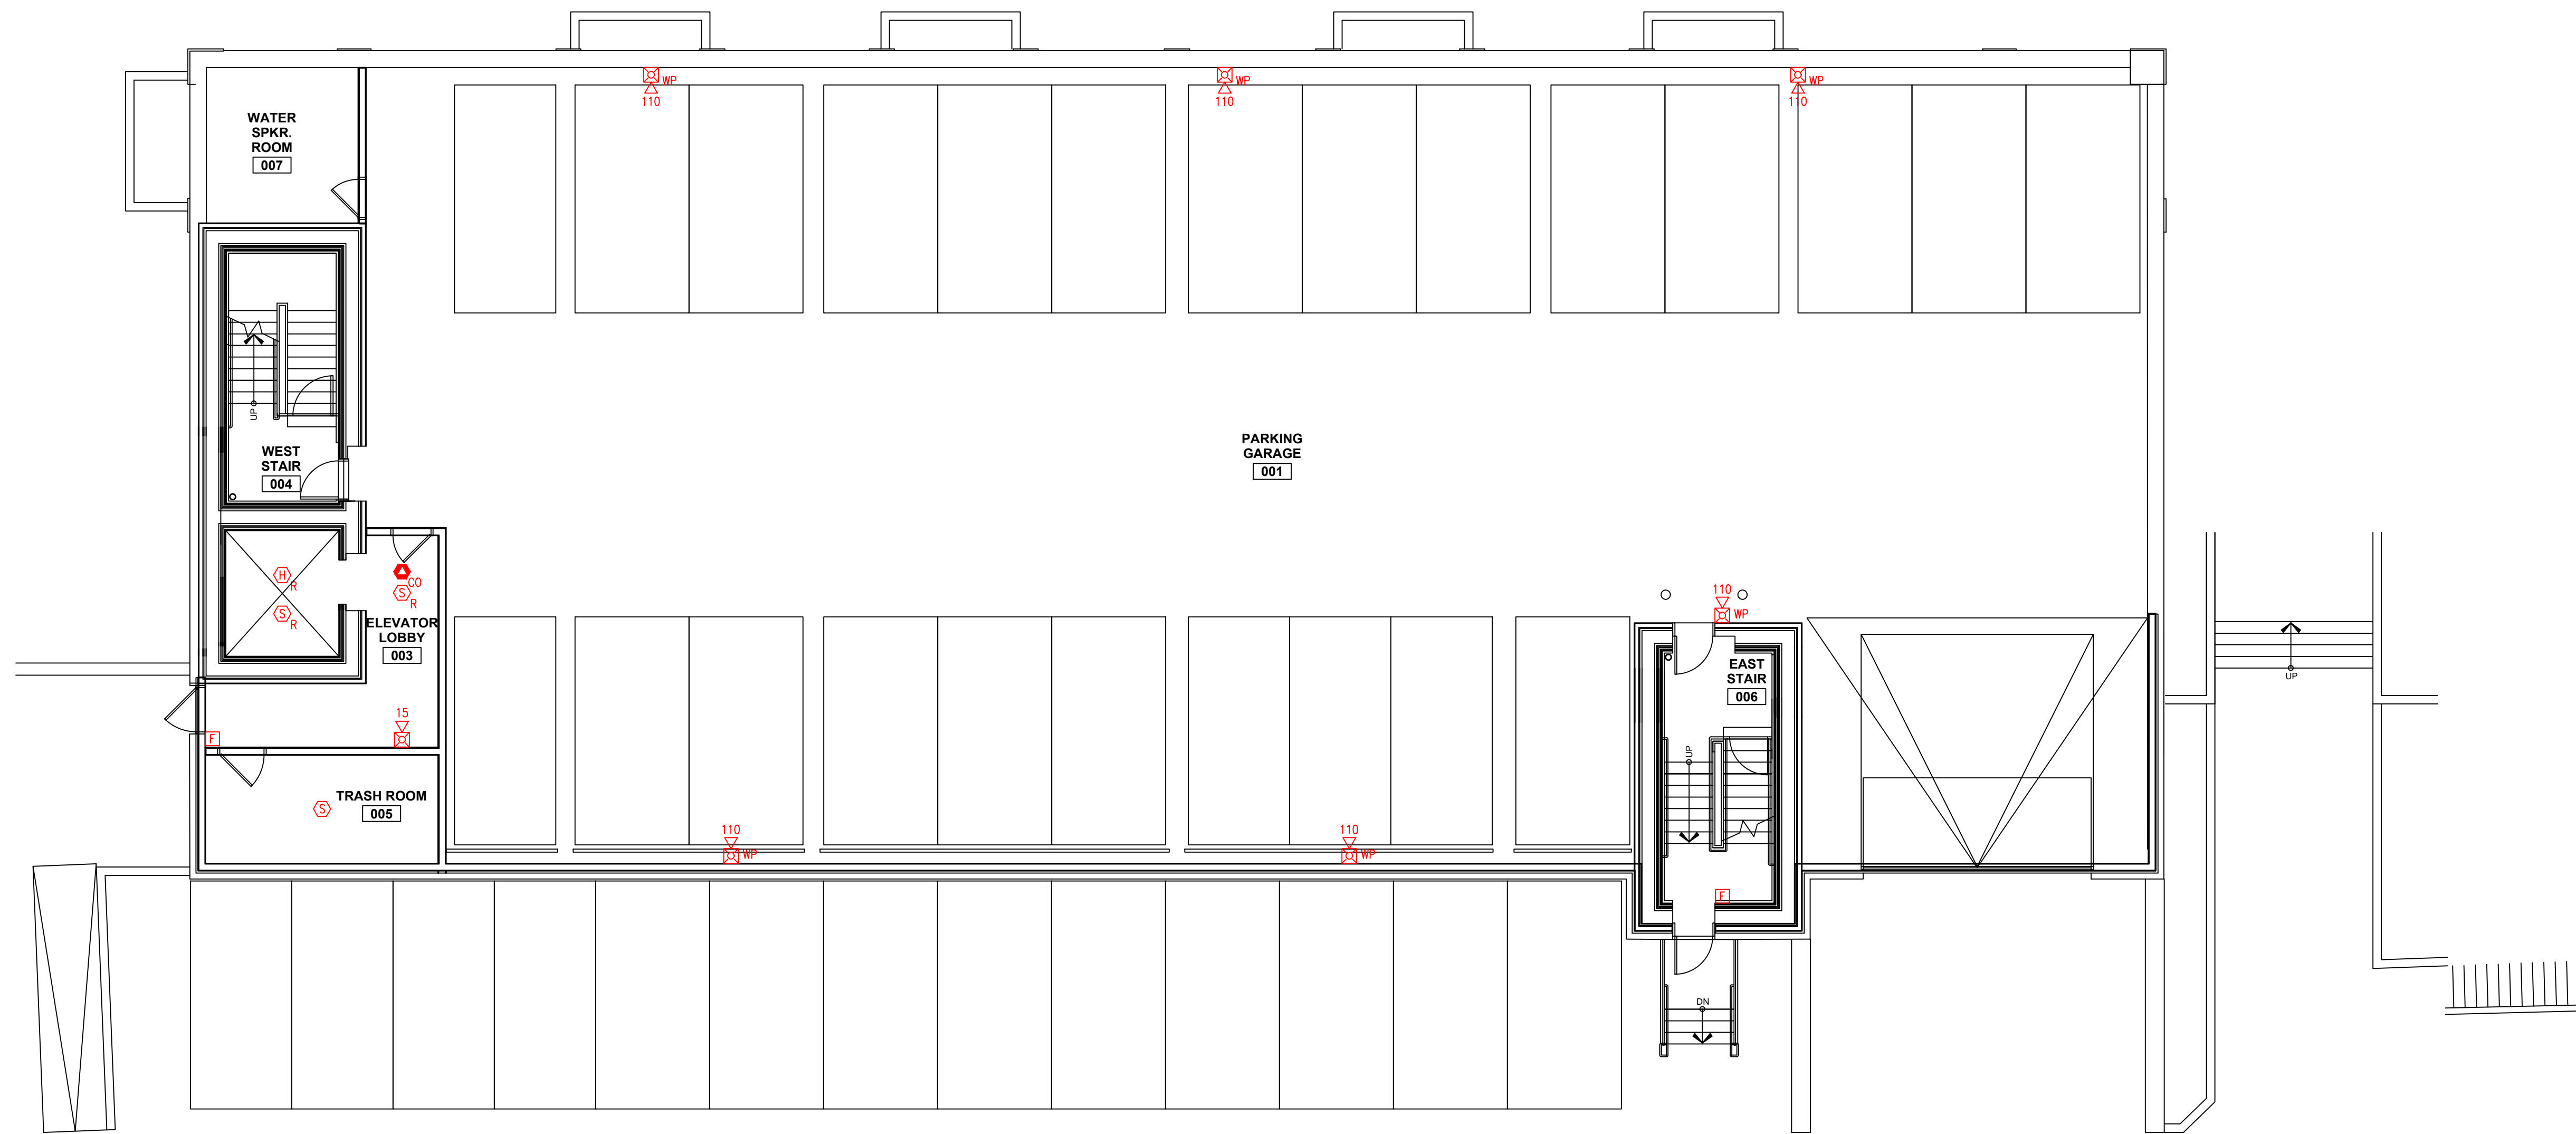 WP
110
WP
110
WP
110
WATER
SPKR.
ROOM
007
UP
WEST
STAIR
004
PARKING
GARAGE
001
H
R
S
R
CO
S
R
ELEVATOR
LOBBY
003
110
WP
EAST
STAIR
006
UP
UP
15
F
TRASH ROOM
005
S
110
WP
110
WP
F
DN